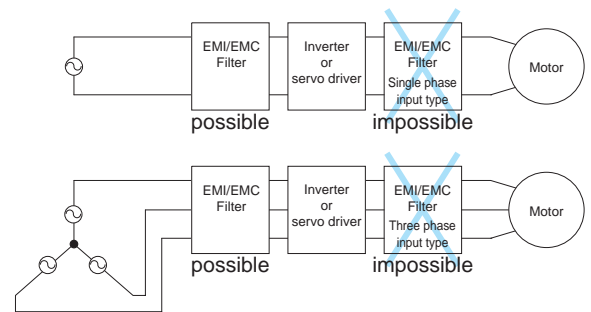 EMI/EMC
Filter
Inverter
or
servo driver
EMI/EMC
Filter
Single phase
input type
Motor
possible
impossible
EMI/EMC
Filter
Inverter
or
servo driver
EMI/EMC
Filter
Three phase
input type
Motor
possible
impossible